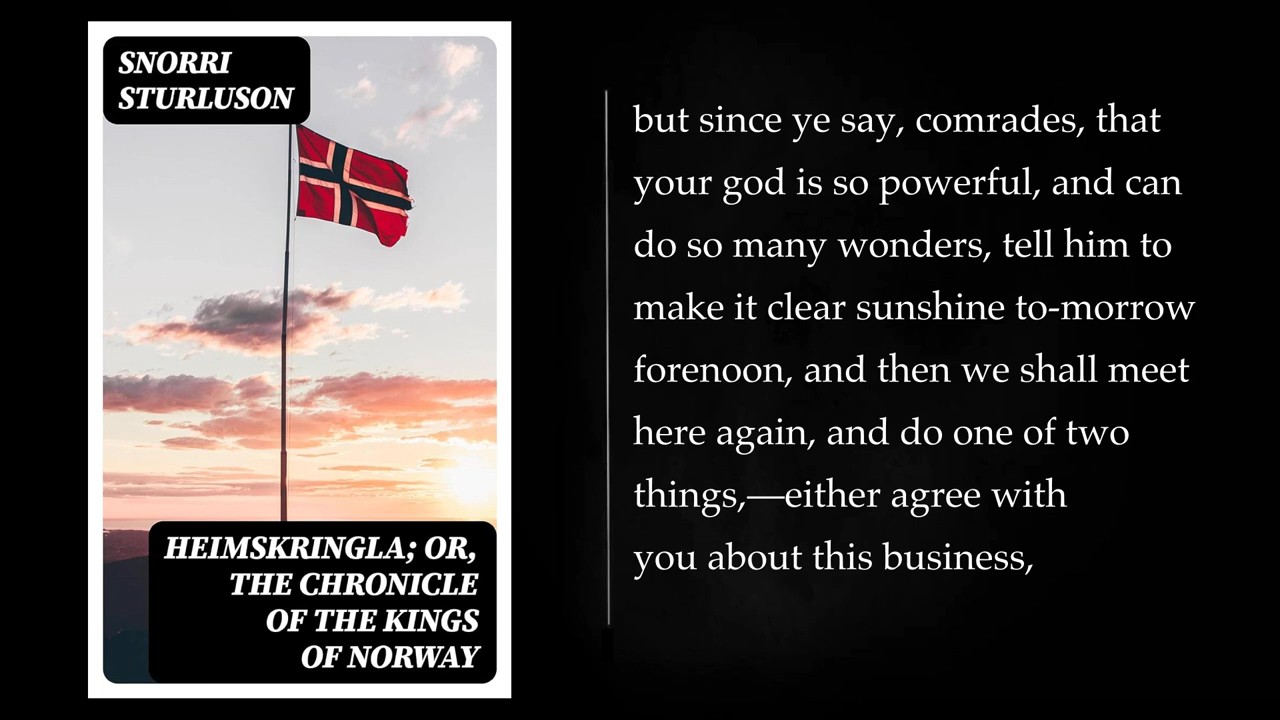 SNORRI
STURLUSON
HEIMSKRINGLA; OR,
THE CHRONICLE
OF THE KINGS
OF NORWAY
but since ye say, comrades, that
your god is so powerful, and can
do so many wonders, tell him to
make it clear sunshine to-morrow
forenoon, and then we shall meet
here again, and do one of two
things,—either agree with
you about this business,